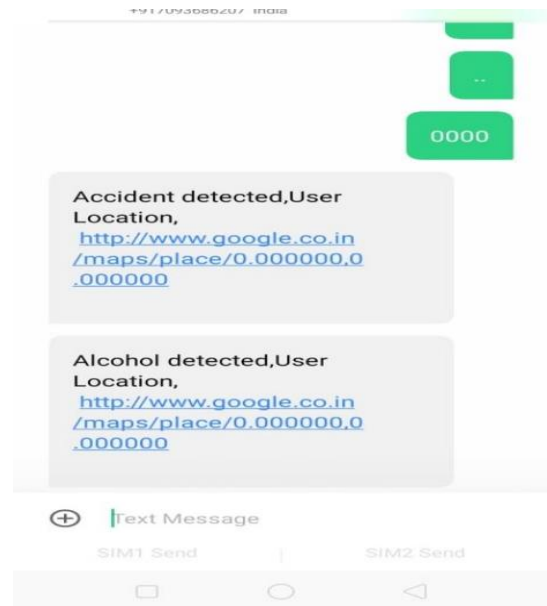 +917093686207 India
..
0000
Accident detected,User
Location,
http://www.google.co.in
/maps/place/0.000000,0
.000000
Alcohol detected,User
Location,
http://www.google.co.in
/maps/place/0.000000,0
.000000
Text Message
SIM1 Send | SIM2 Send